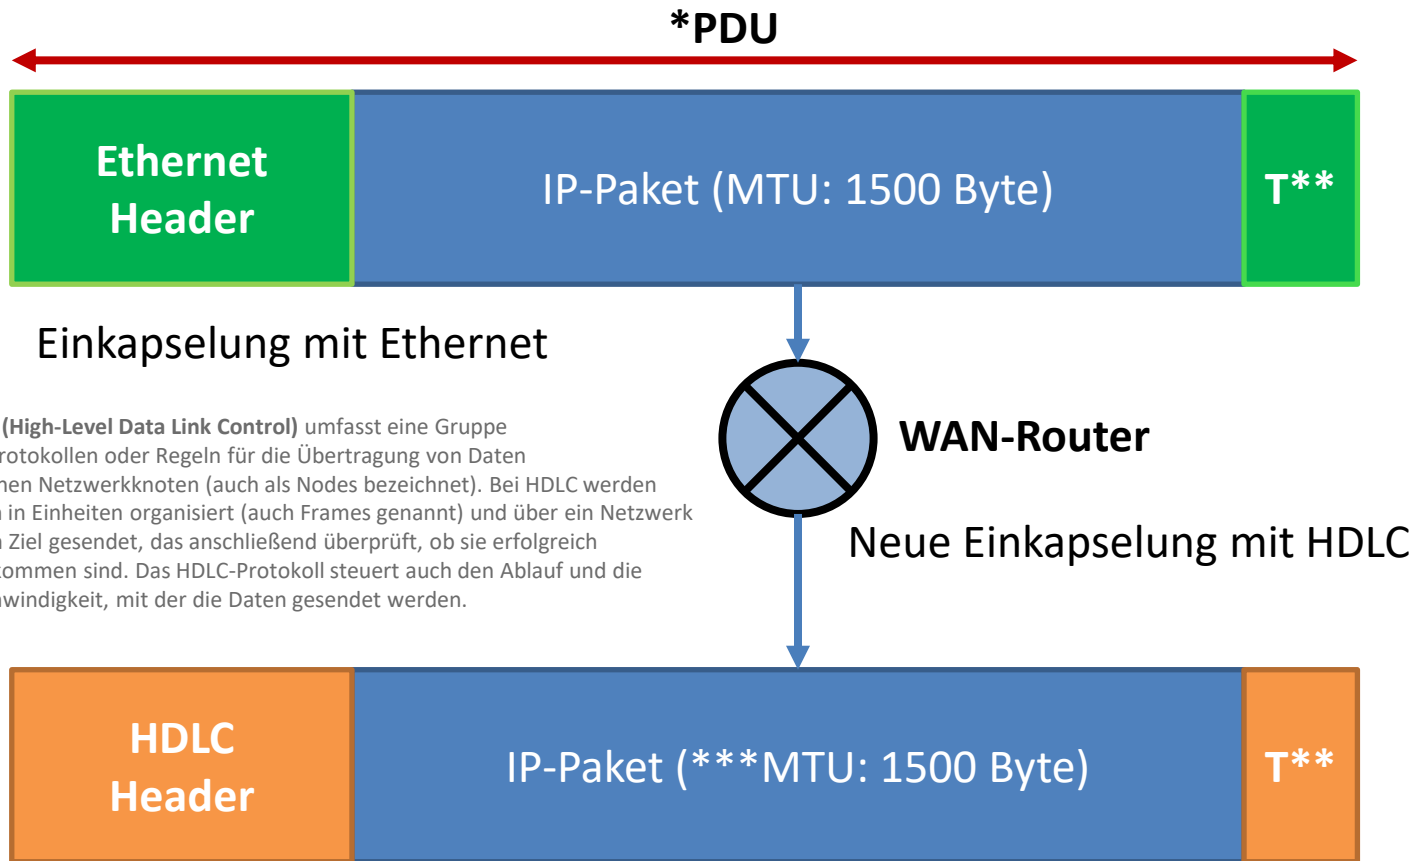 *PDU
Ethernet
Header
IP-Paket (MTU: 1500 Byte)
T**
Einkapselung mit Ethernet
(High-Level Data Link Control) umfasst eine Gruppe
rotokollen oder Regeln für die Übertragung von Daten
nen Netzwerkknoten (auch als Nodes bezeichnet). Bei HDLC werden
in Einheiten organisiert (auch Frames genannt) und über ein Netzwerk
Ziel gesendet, das anschließend überprüft, ob sie erfolgreich
kommen sind. Das HDLC-Protokoll steuert auch den Ablauf und die
windigkeit, mit der die Daten gesendet werden.
WAN-Router
Neue Einkapselung mit HDLC
HDLC
Header
IP-Paket (***MTU: 1500 Byte)
T**